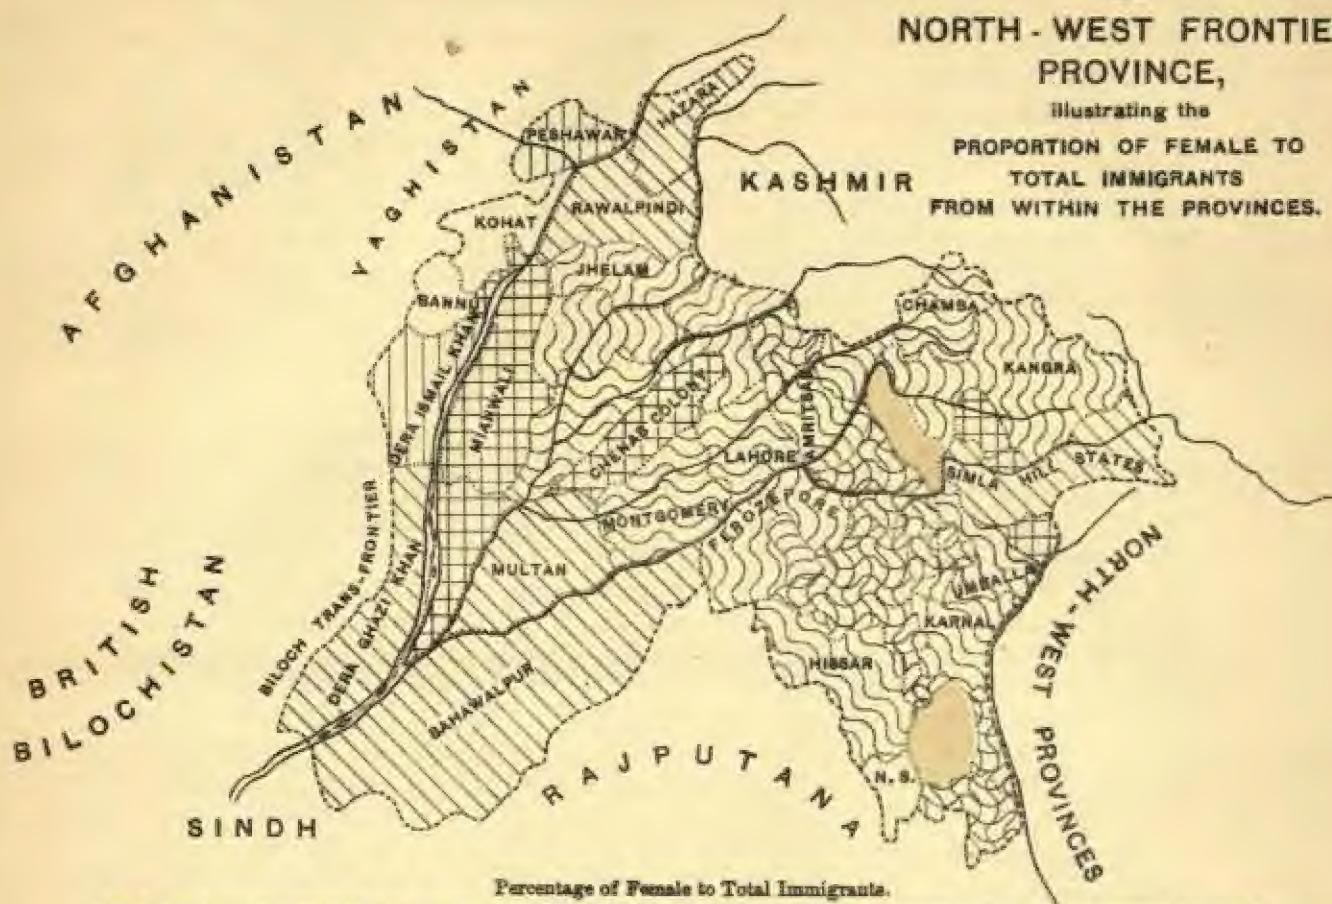 NORTH - WEST FRONTIE
PROVINCE,
illustrating the
PROPORTION OF FEMALE TO
TOTAL IMMIGRANTS
FROM WITHIN THE PROVINCES.
AFGHANISTAN
YAGHISTAN
PESHAWAR
HAZARA
KASHMIR
KOHAT
RAWALPINDI
JHELAM
BANNU
CHAMBA
KANGRA
DERA ISMAIL KHAN
MIANWALI
CHENAB COLONY
AMRITSAR
LAHORE
SIMLA HILL STATES
MONTGOMERY
FEROZEPORE
BILOCH TRANS-FRONTIER
DERA GHAZI KHAN
MULTAN
UMBALLA
KARNAL
HISSAR
BAHAWALPUR
N.S.
BRITISH
BILOCHISTAN
NORTH-WEST PROVINCES
RAJPUTANA
SINDH
Percentage of Female to Total Immigrants.